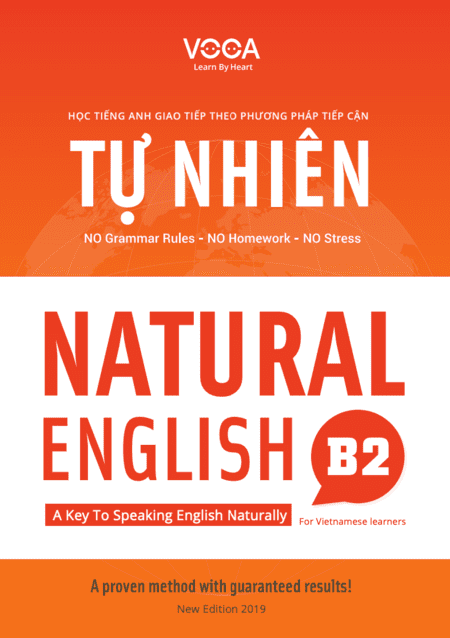 VOCA
Learn By Heart
HỌC TIẾNG ANH GIAO TIẾP THEO PHƯƠNG PHÁP TIẾP CẬN
TỰ NHIÊN
NO Grammar Rules - NO Homework - NO Stress
NATURAL
ENGLISH
B2
A Key To Speaking English Naturally
For Vietnamese learners
A proven method with guaranteed results!
New Edition 2019